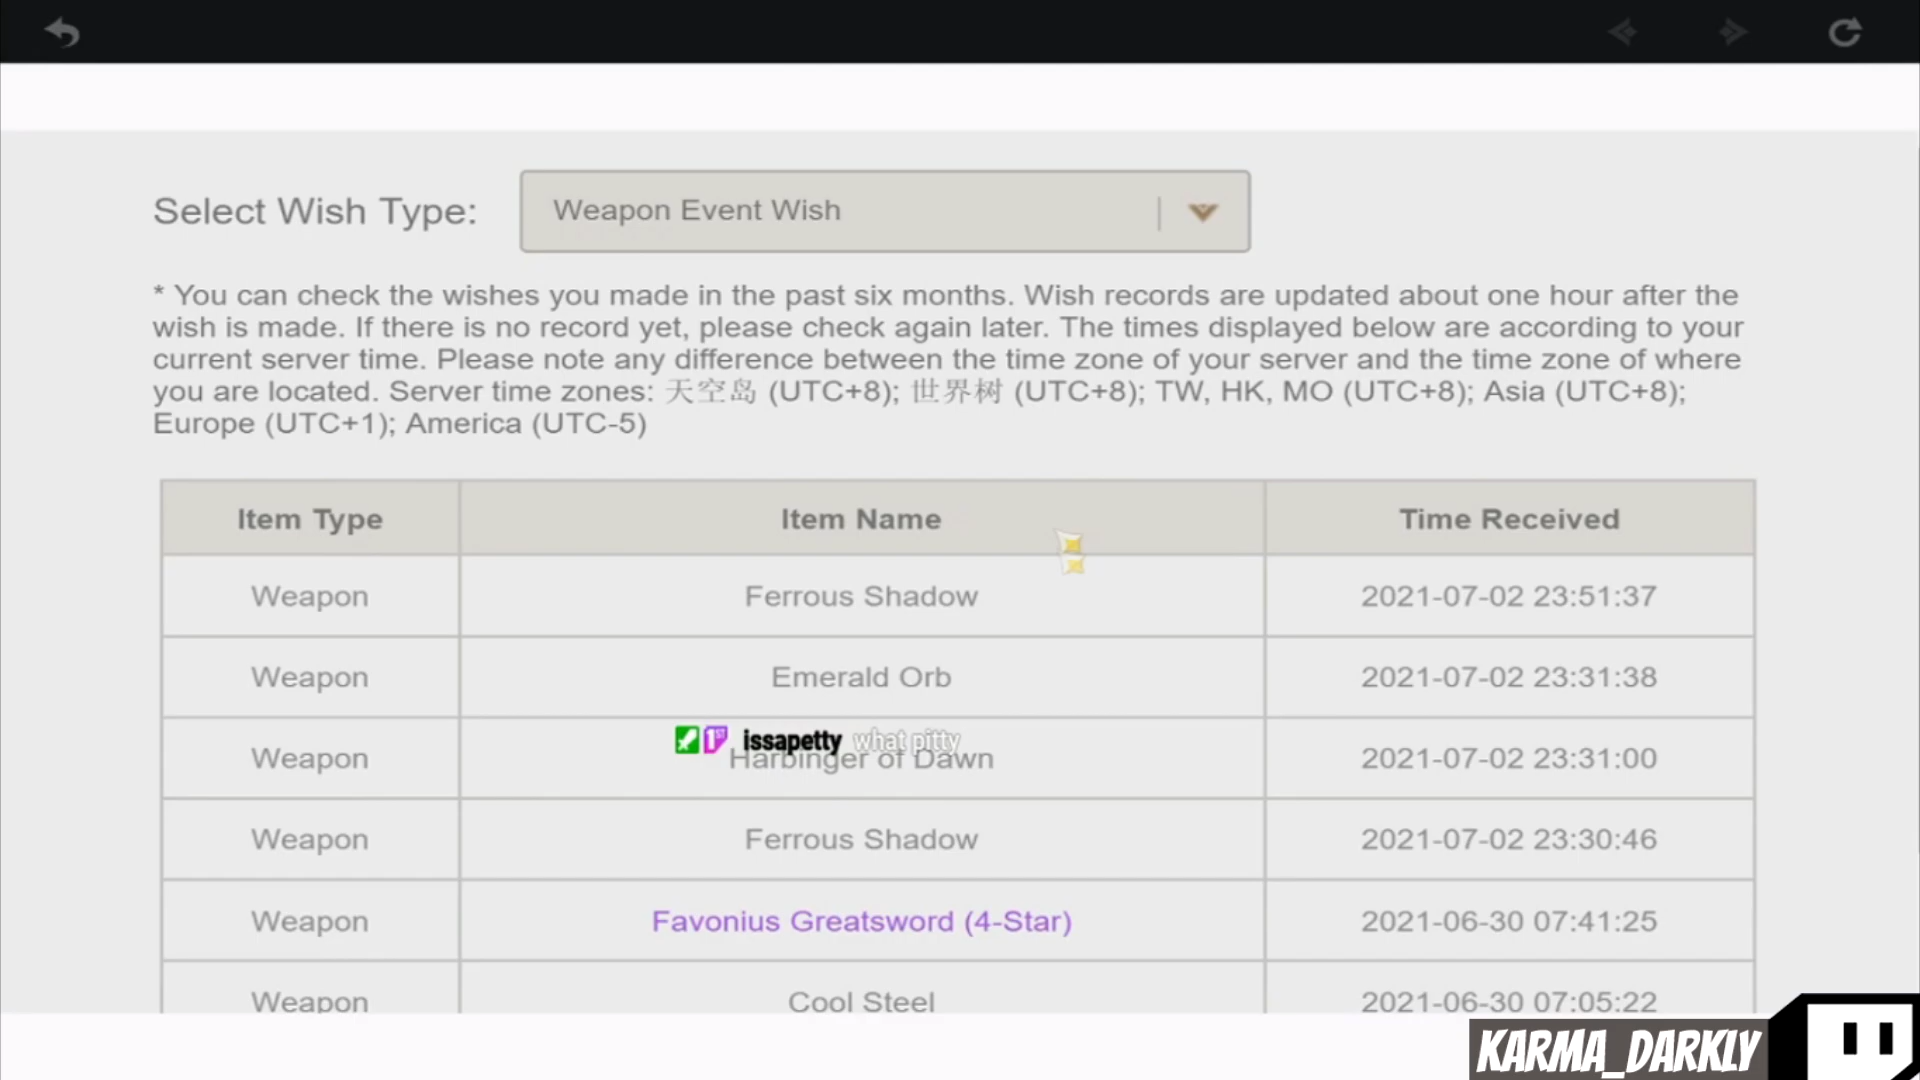 Select Wish Type:
Weapon Event Wish
* You can check the wishes you made in the past six months. Wish records are updated about one hour after the
wish is made. If there is no record yet, please check again later. The times displayed below are according to your
current server time. Please note any difference between the time zone of your server and the time zone of where
you are located. Server time zones: 天空岛 (UTC+8); 世界树 (UTC+8); TW, HK, MO (UTC+8); Asia (UTC+8);
Europe (UTC+1); America (UTC-5)
Item Type Item Name Time Received
Weapon Ferrous Shadow 2021-07-02 23:51:37
Weapon Emerald Orb 2021-07-02 23:31:38
1ST issapetty what pitty
Weapon Harbinger of Dawn 2021-07-02 23:31:00
Weapon Ferrous Shadow 2021-07-02 23:30:46
Weapon Favonius Greatsword (4-Star) 2021-06-30 07:41:25
Weapon Cool Steel 2021-06-30 07:05:22
KARMA_DARKLY